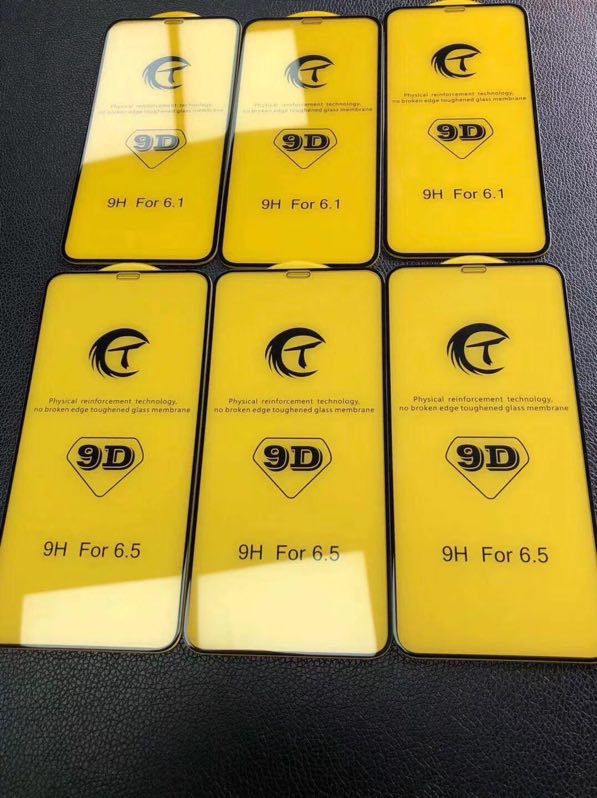 Physical reinforcement technology,
no broken edge toughened glass membrane
9D
9H For 6.1
Physical reinforcement technology,
no broken edge toughened glass membrane
9D
9H For 6.1
Physical reinforcement technology,
no broken edge toughened glass membrane
9D
9H For 6.1
T
Physical reinforcement technology,
no broken edge toughened glass membrane
9D
9H For 6.5
T
Physical reinforcement technology,
no broken edge toughened glass membrane
9D
9H For 6.5
T
Physical reinforcement technology,
no broken edge toughened glass membrane
9D
9H For 6.5